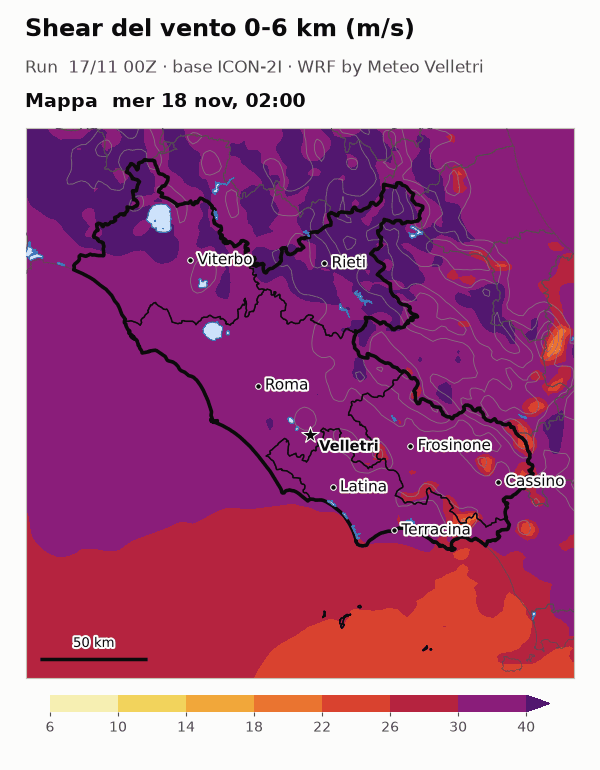 Shear del vento 0-6 km (m/s)
Run  17/11 00Z · base ICON-2I · WRF by Meteo Velletri
Mappa  mer 18 nov, 02:00
Viterbo
Rieti
Roma
Velletri
Frosinone
Latina
Cassino
Terracina
50 km
6 10 14 18 22 26 30 40